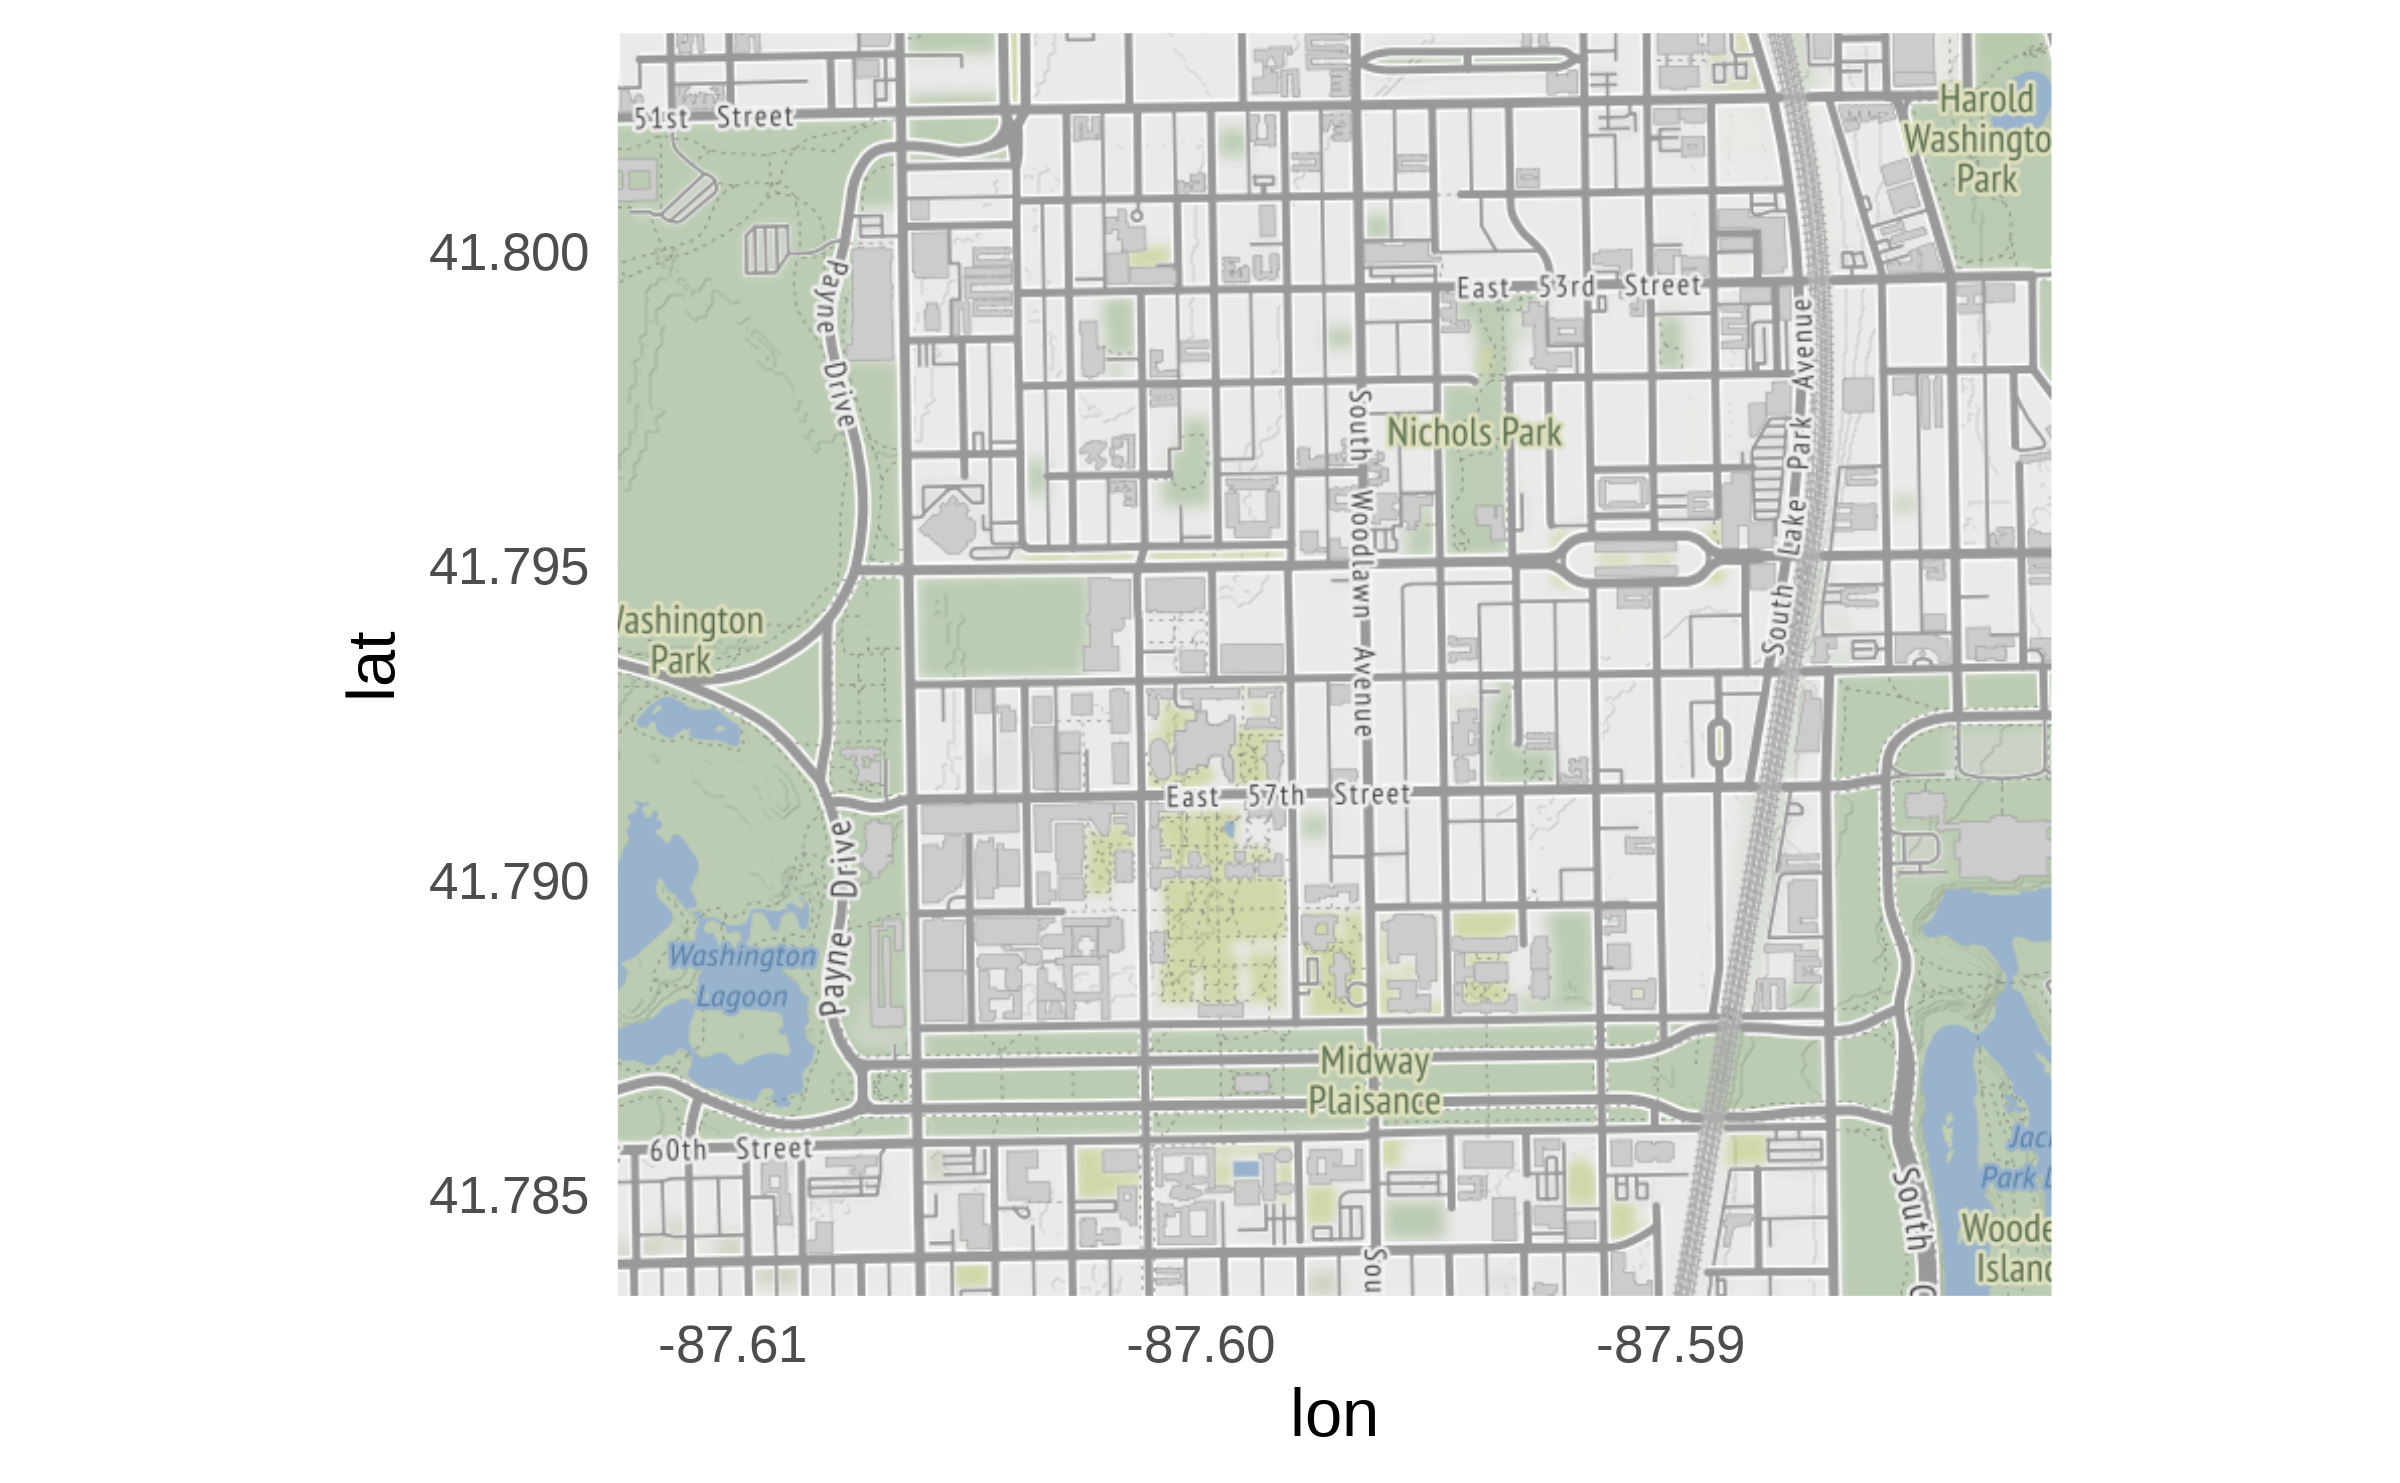 51st Street
Harold
Washingto
Park
41.800
Payne Drive
East 53rd Street
South Lake Park Avenue
Nichols Park
South Woodlawn Avenue
41.795
Washington
Park
lat
East 57th Street
41.790
Payne Drive
Washington
Lagoon
Midway
Plaisance
60th Street
Jac
Park L
41.785
South
Woode
Islan
Sou
-87.61
-87.60
-87.59
lon